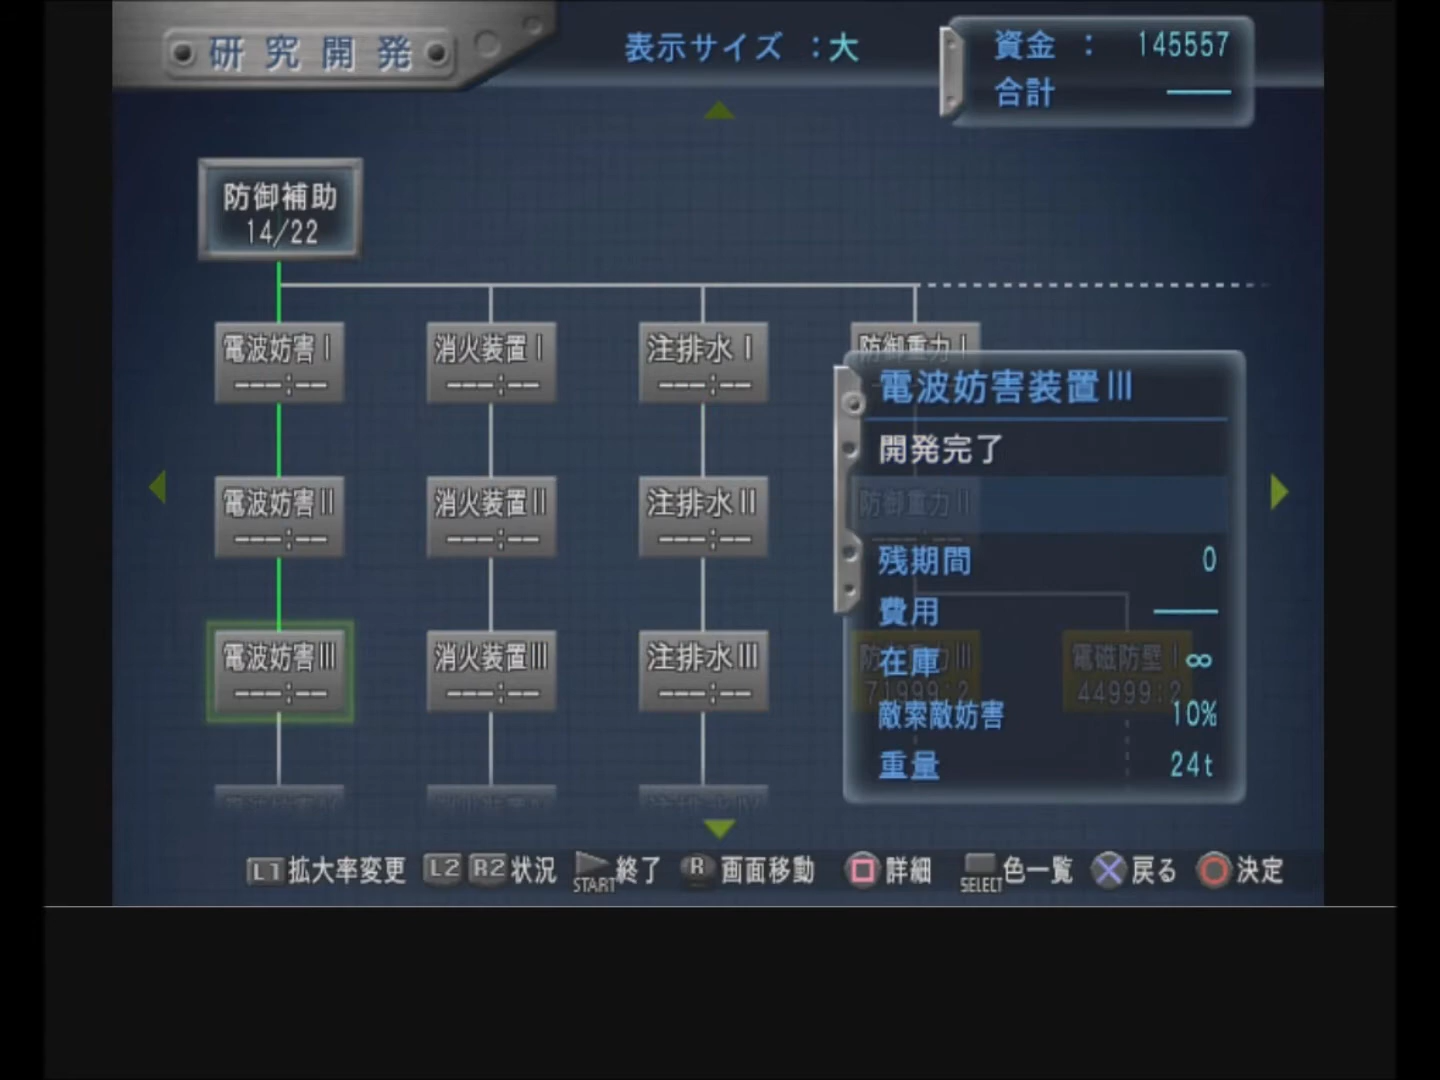 研究開発
表示サイズ ：大
資金 ： 145557
合計 ―――
防御補助
14/22
電波妨害Ⅰ
---:--
消火装置Ⅰ
---:--
注排水Ⅰ
---:--
防御重力Ⅰ
電波妨害Ⅱ
---:--
消火装置Ⅱ
---:--
注排水Ⅱ
---:--
防御重力Ⅱ
電波妨害Ⅲ
---:--
消火装置Ⅲ
---:--
注排水Ⅲ
---:--
71999:2
電磁防壁Ⅰ
44999:2
電波妨害装置Ⅲ
開発完了
残期間 0
費用 ―――
在庫 ∞
敵索敵妨害 10%
重量 24t
L1 拡大率変更 L2 R2 状況 START 終了 R 画面移動 詳細 SELECT 色一覧 戻る 決定